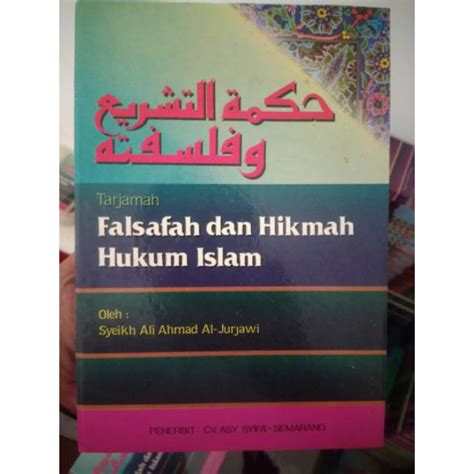 حكمة التشريع
وفلسفته
Tarjamah
Falsafah dan Hikmah
Hukum Islam
Oleh :
Syeikh Ali Ahmad Al-Jurjawi
PENERBIT : CV. ASY SYIFA' - SEMARANG